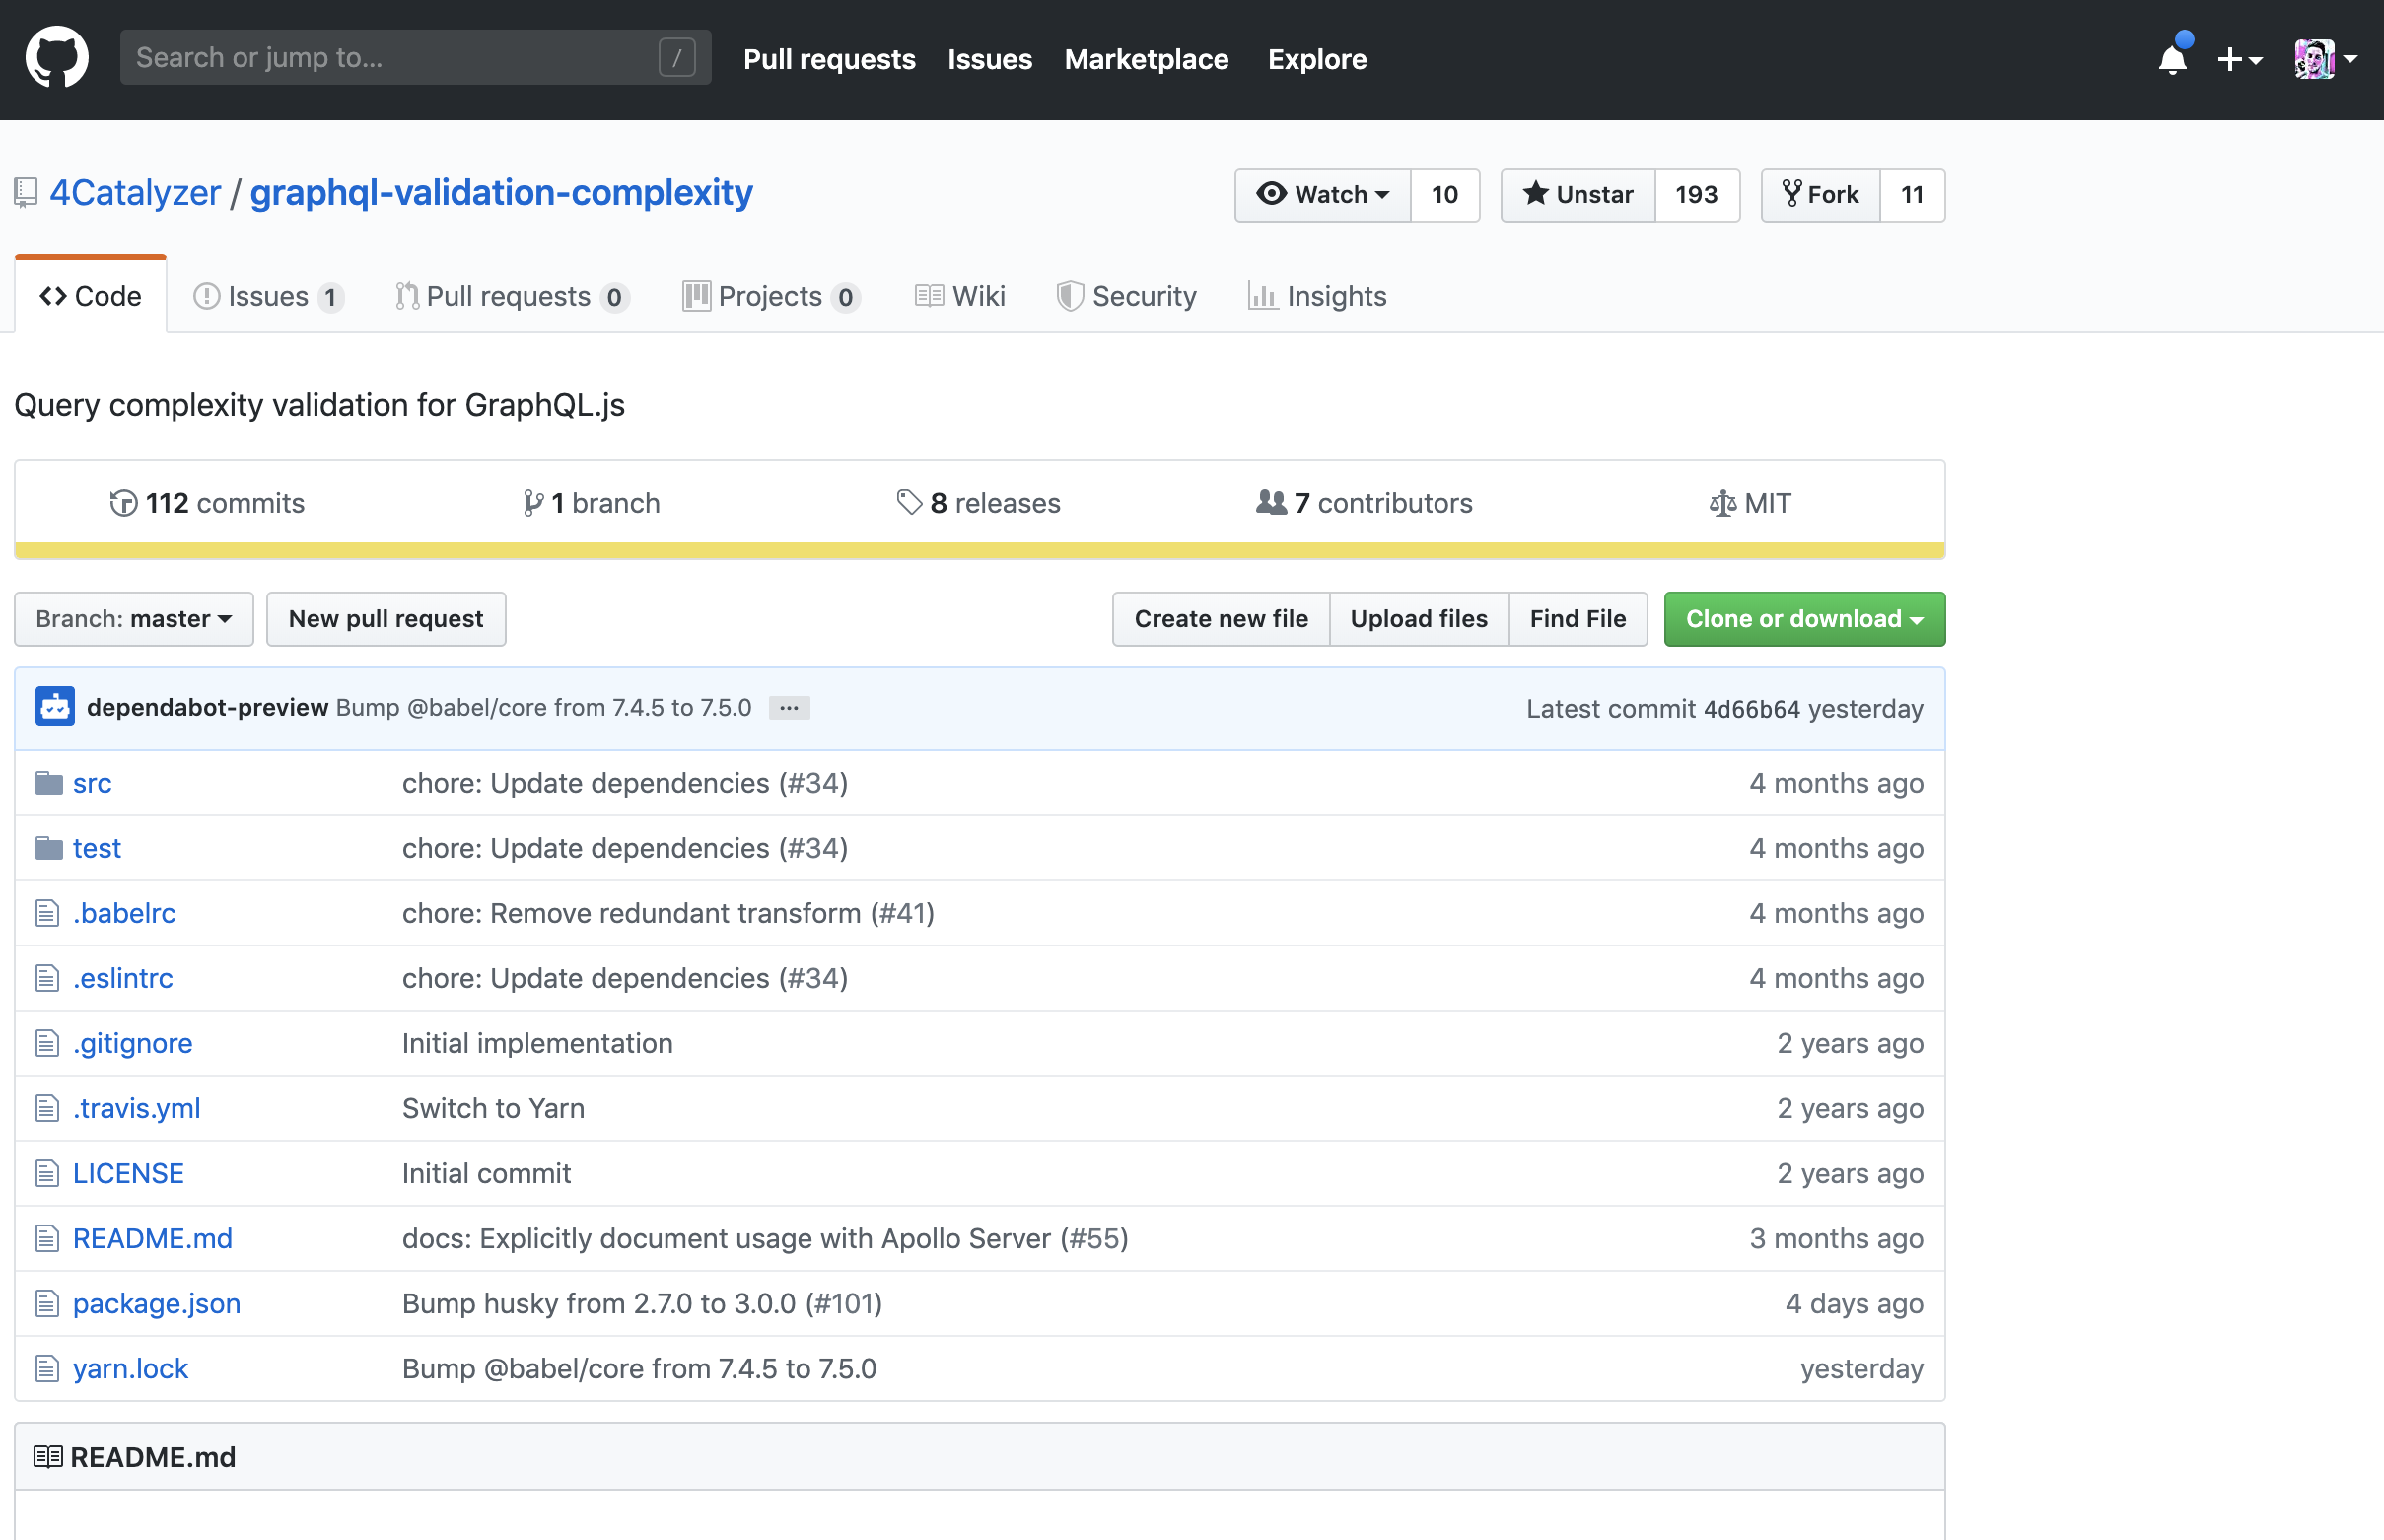 Search or jump to... /
Pull requests Issues Marketplace Explore
4Catalyzer / graphql-validation-complexity
Watch 10 Unstar 193 Fork 11
Code Issues 1 Pull requests 0 Projects 0 Wiki Security Insights
Query complexity validation for GraphQL.js
112 commits 1 branch 8 releases 7 contributors MIT
Branch: master New pull request Create new file Upload files Find File Clone or download
dependabot-preview Bump @babel/core from 7.4.5 to 7.5.0 ... Latest commit 4d66b64 yesterday
src chore: Update dependencies (#34) 4 months ago
test chore: Update dependencies (#34) 4 months ago
.babelrc chore: Remove redundant transform (#41) 4 months ago
.eslintrc chore: Update dependencies (#34) 4 months ago
.gitignore Initial implementation 2 years ago
.travis.yml Switch to Yarn 2 years ago
LICENSE Initial commit 2 years ago
README.md docs: Explicitly document usage with Apollo Server (#55) 3 months ago
package.json Bump husky from 2.7.0 to 3.0.0 (#101) 4 days ago
yarn.lock Bump @babel/core from 7.4.5 to 7.5.0 yesterday
README.md